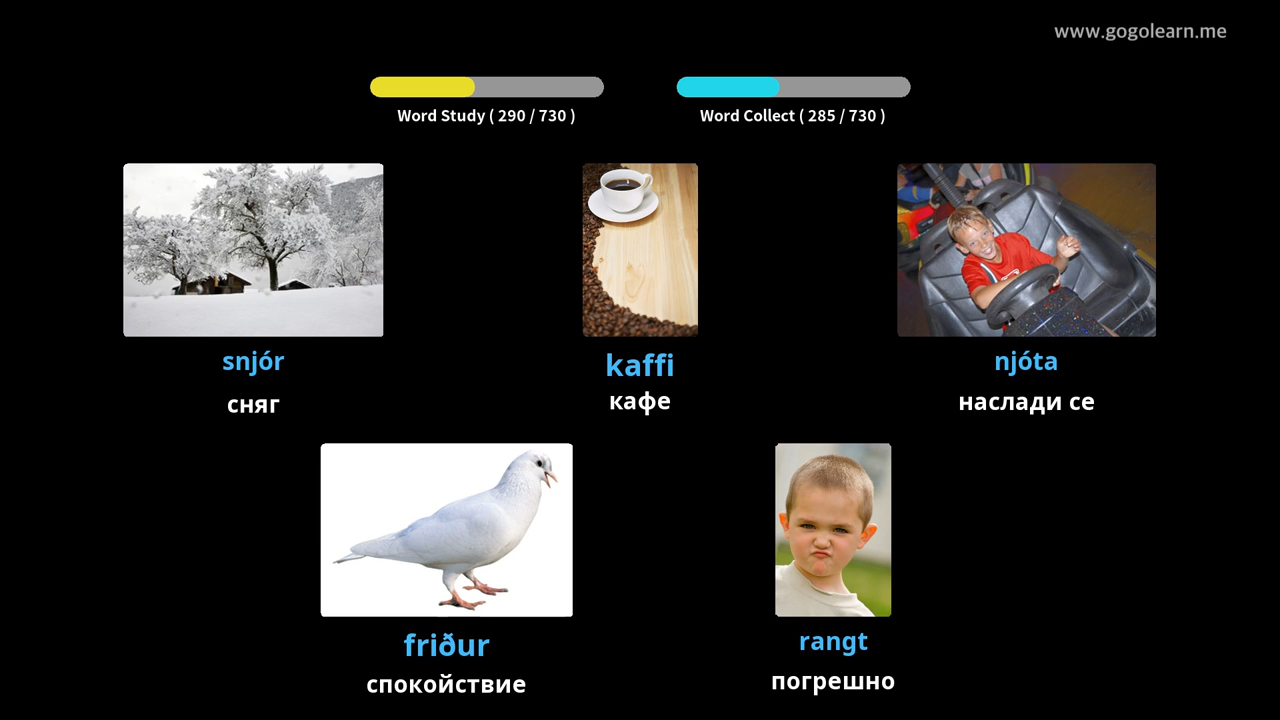 www.gogolearn.me
Word Study ( 290 / 730 )
Word Collect ( 285 / 730 )
snjór
kaffi
njóta
сняг
кафе
наслади се
friður
rangt
спокойствие
погрешно